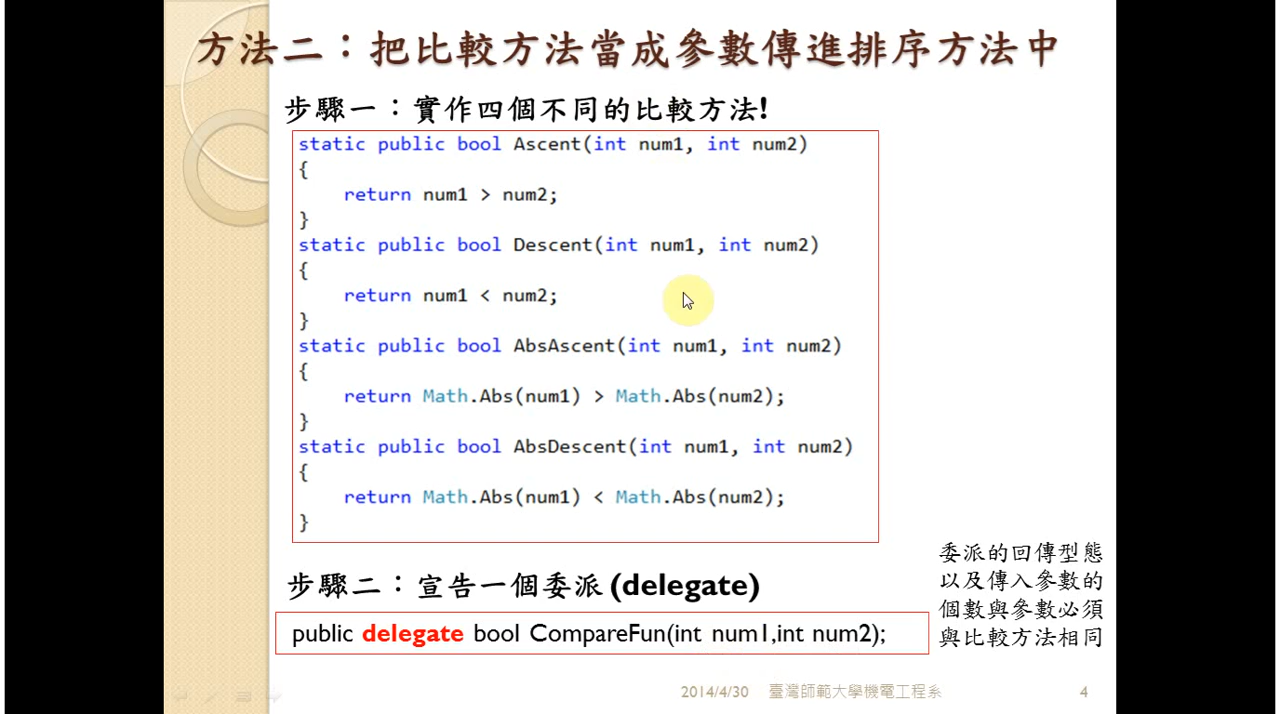 方法二：把比較方法當成參數傳進排序方法中
步驟一：實作四個不同的比較方法!
static public bool Ascent(int num1, int num2)
{
return num1 > num2;
}
static public bool Descent(int num1, int num2)
{
return num1 < num2;
}
static public bool AbsAscent(int num1, int num2)
{
return Math.Abs(num1) > Math.Abs(num2);
}
static public bool AbsDescent(int num1, int num2)
{
return Math.Abs(num1) < Math.Abs(num2);
}
步驟二：宣告一個委派(delegate)
public delegate bool CompareFun(int num1,int num2);
委派的回傳型態
以及傳入參數的
個數與參數必須
與比較方法相同
2014/4/30 臺灣師範大學機電工程系 4